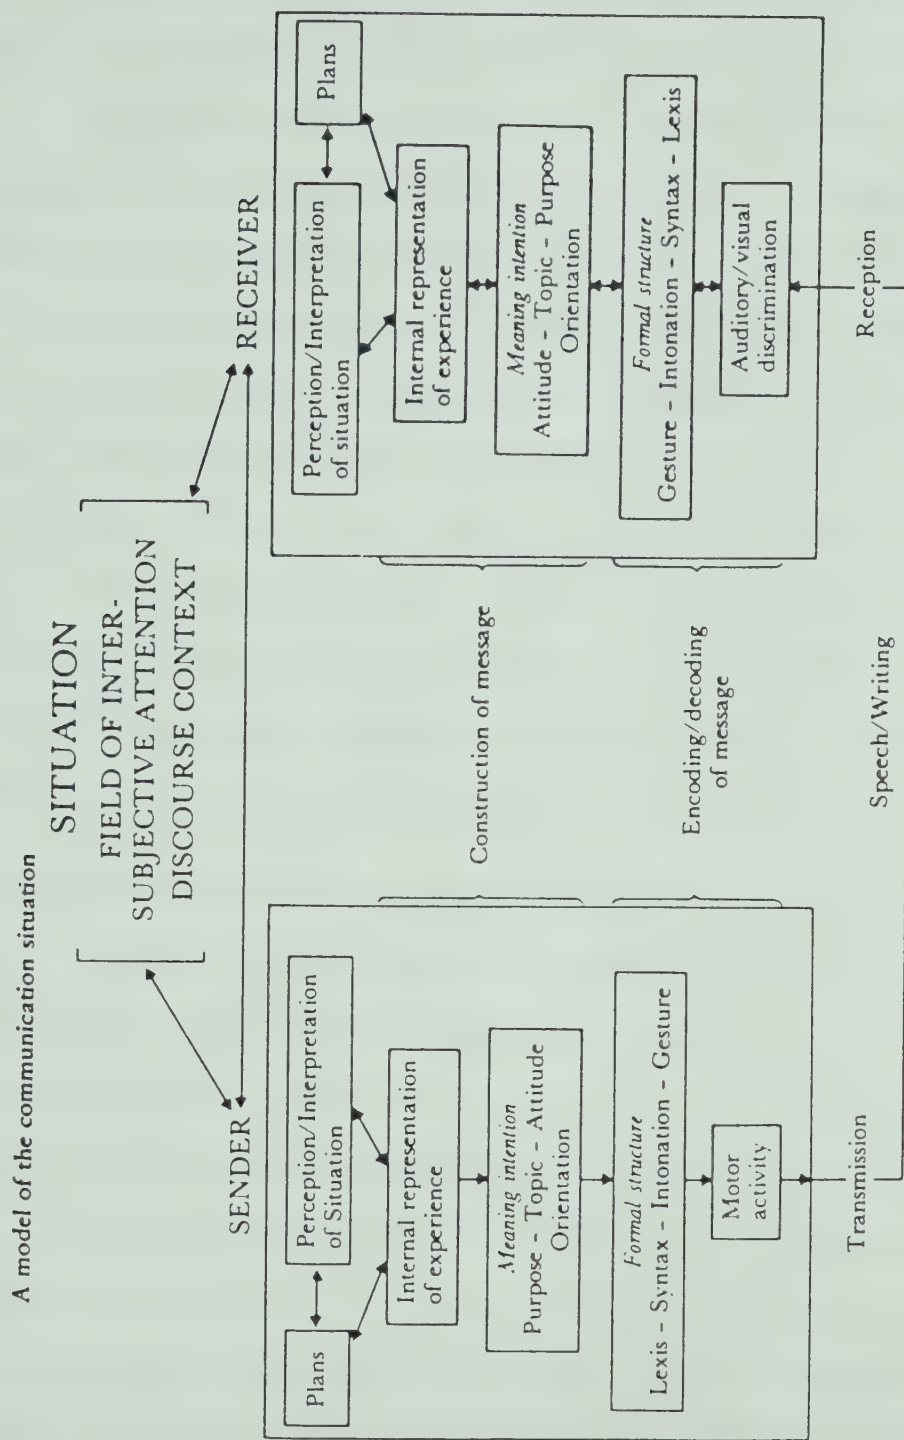 A model of the communication situation
SITUATION
FIELD OF INTER-
SUBJECTIVE ATTENTION
DISCOURSE CONTEXT
SENDER
RECEIVER
Plans
Perception/Interpretation
of Situation
Internal representation
of experience
Meaning intention
Purpose – Topic – Attitude
Orientation
Formal structure
Lexis – Syntax – Intonation – Gesture
Motor
activity
Transmission
Construction of message
Encoding/decoding
of message
Speech/Writing
Perception/Interpretation
of situation
Plans
Internal representation
of experience
Meaning intention
Attitude – Topic – Purpose
Orientation
Formal structure
Gesture – Intonation – Syntax – Lexis
Auditory/visual
discrimination
Reception